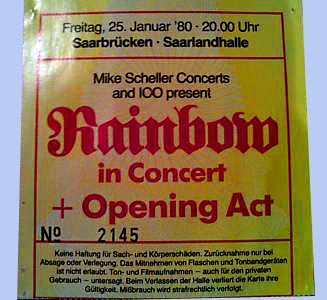 Freitag, 25. Januar '80 · 20.00 Uhr
Saarbrücken · Saarlandhalle
Mike Scheller Concerts
and ICO present
Rainbow
in Concert
+ Opening Act
Nº 2145
Keine Haftung für Sach- und Körperschäden. Zurücknahme nur bei
Absage oder Verlegung. Das Mitnehmen von Flaschen und Tonbandgeräten
ist nicht erlaubt. Ton- und Filmaufnahmen – auch für den privaten
Gebrauch – untersagt. Beim Verlassen der Halle verliert die Karte ihre
Gültigkeit. Mißbrauch wird strafrechtlich verfolgt.